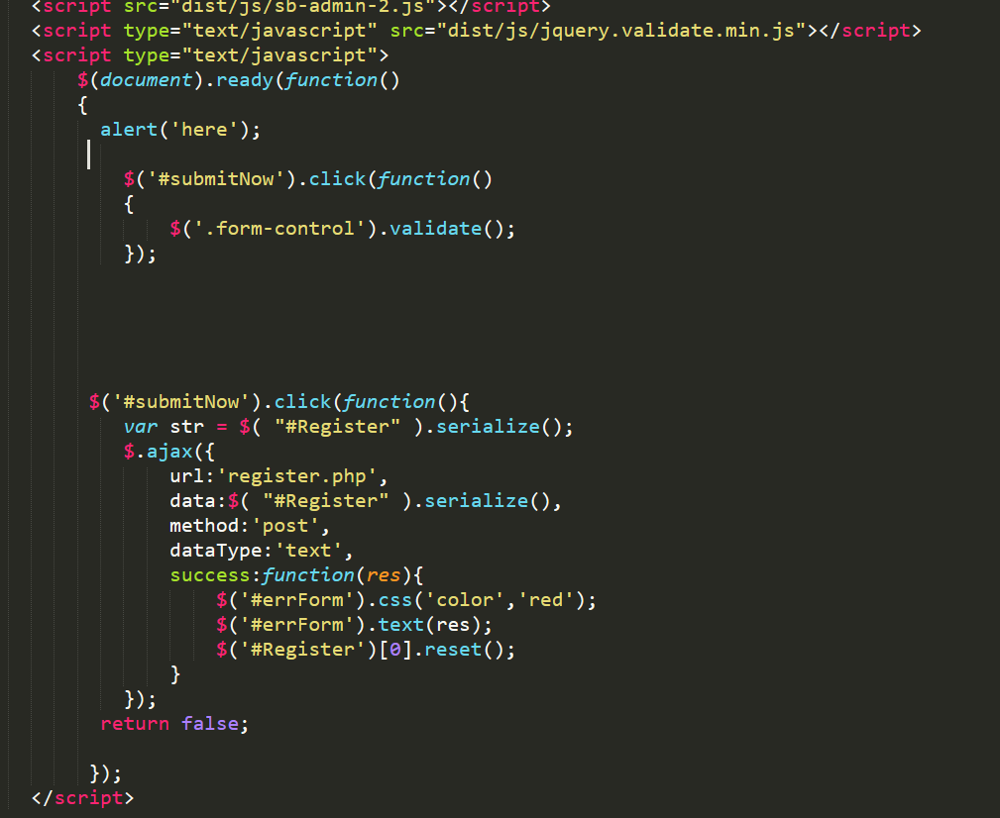 <script src="dist/js/sb-admin-2.js"></script>
<script type="text/javascript" src="dist/js/jquery.validate.min.js"></script>
<script type="text/javascript">
$(document).ready(function()
{
alert('here');
$('#submitNow').click(function()
{
$('.form-control').validate();
});
$('#submitNow').click(function(){
var str = $( "#Register" ).serialize();
$.ajax({
url:'register.php',
data:$( "#Register" ).serialize(),
method:'post',
dataType:'text',
success:function(res){
$('#errForm').css('color','red');
$('#errForm').text(res);
$('#Register')[0].reset();
}
});
return false;
});
</script>